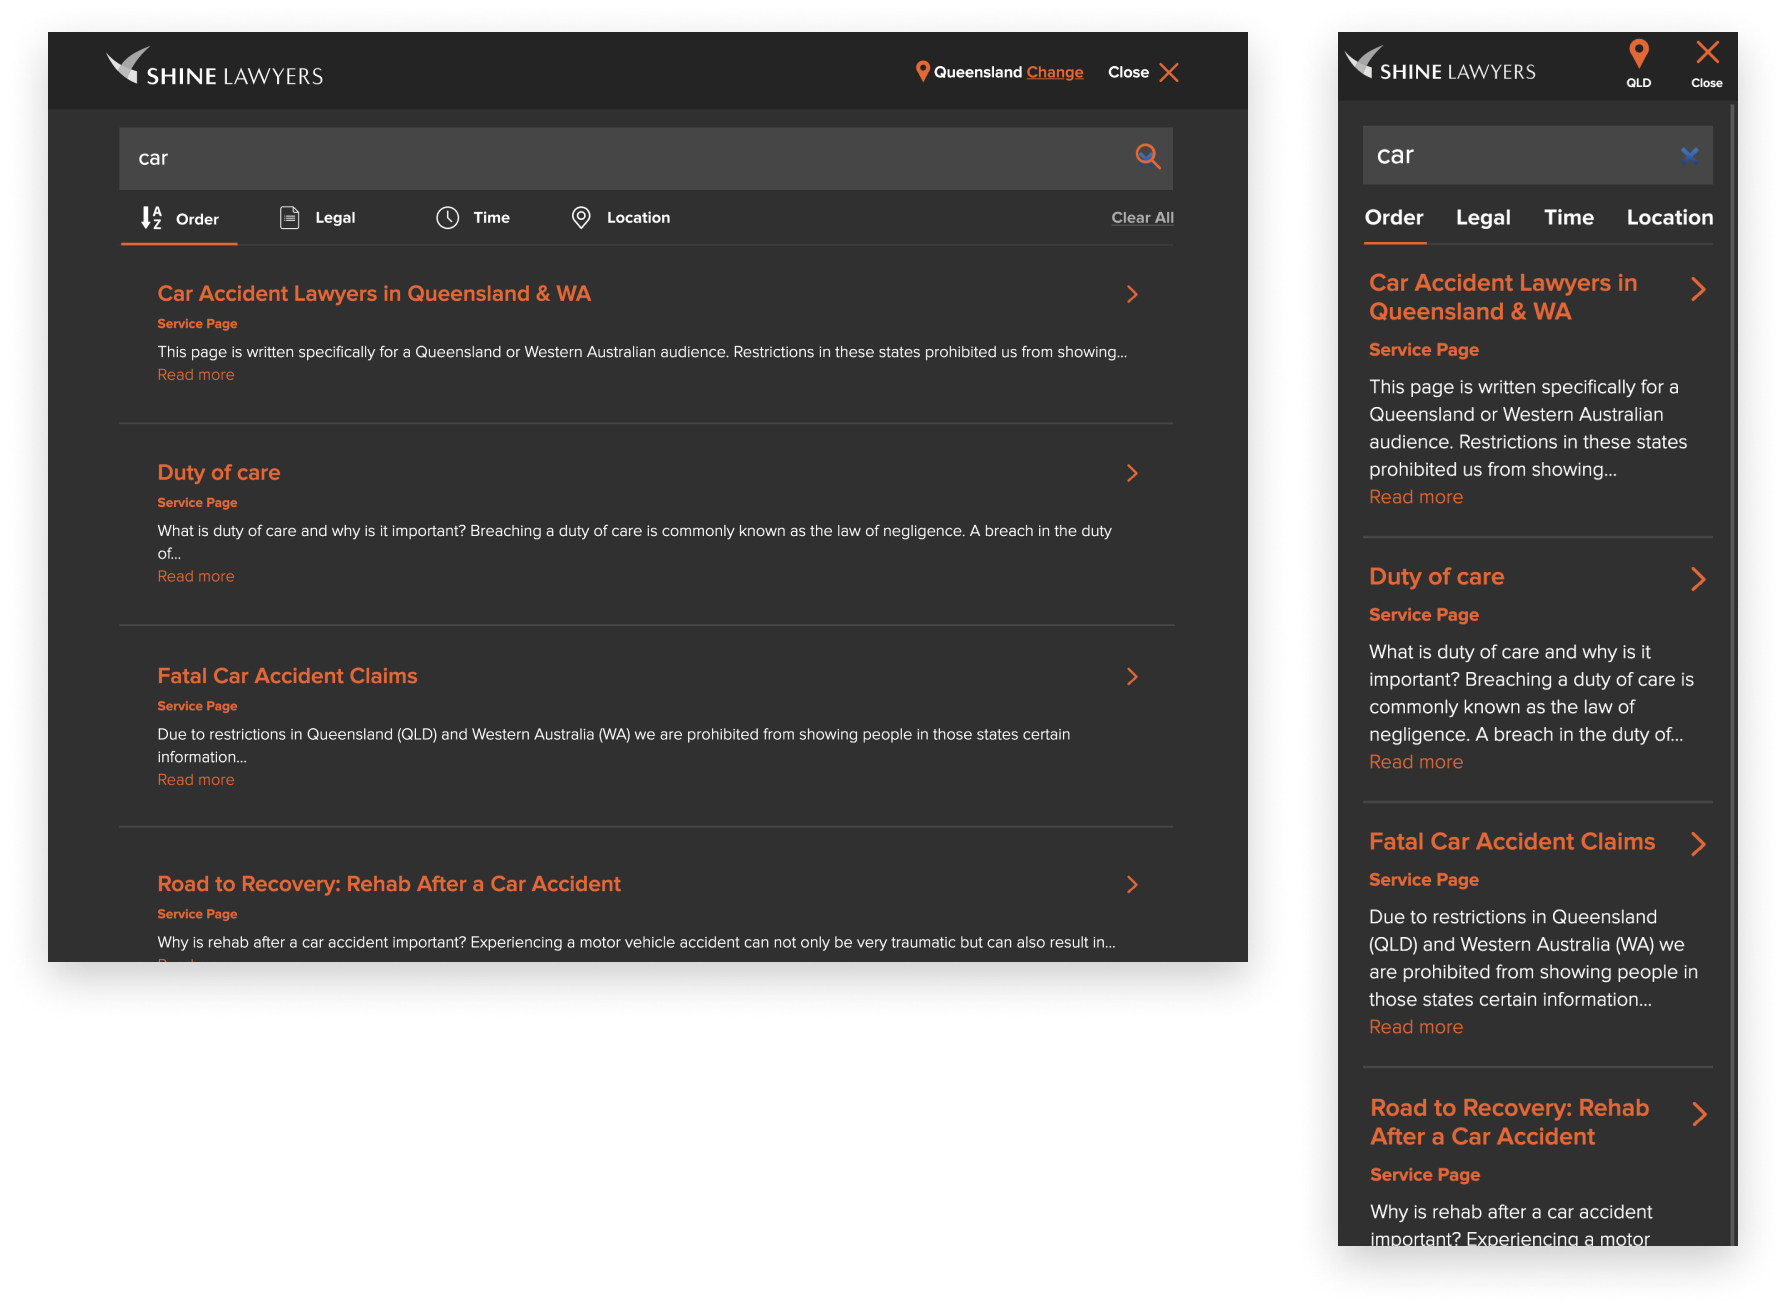 SHINE LAWYERS
Queensland Change
Close
car
Order
Legal
Time
Location
Clear All
Car Accident Lawyers in Queensland & WA
Service Page
This page is written specifically for a Queensland or Western Australian audience. Restrictions in these states prohibited us from showing...
Read more
Duty of care
Service Page
What is duty of care and why is it important? Breaching a duty of care is commonly known as the law of negligence. A breach in the duty
of...
Read more
Fatal Car Accident Claims
Service Page
Due to restrictions in Queensland (QLD) and Western Australia (WA) we are prohibited from showing people in those states certain
information...
Read more
Road to Recovery: Rehab After a Car Accident
Service Page
Why is rehab after a car accident important? Experiencing a motor vehicle accident can not only be very traumatic but can also result in...
SHINE LAWYERS
QLD
Close
car
Order
Legal
Time
Location
Car Accident Lawyers in
Queensland & WA
Service Page
This page is written specifically for a
Queensland or Western Australian
audience. Restrictions in these states
prohibited us from showing...
Read more
Duty of care
Service Page
What is duty of care and why is it
important? Breaching a duty of care is
commonly known as the law of
negligence. A breach in the duty of...
Read more
Fatal Car Accident Claims
Service Page
Due to restrictions in Queensland
(QLD) and Western Australia (WA) we
are prohibited from showing people in
those states certain information...
Read more
Road to Recovery: Rehab
After a Car Accident
Service Page
Why is rehab after a car accident
important? Experiencing a motor